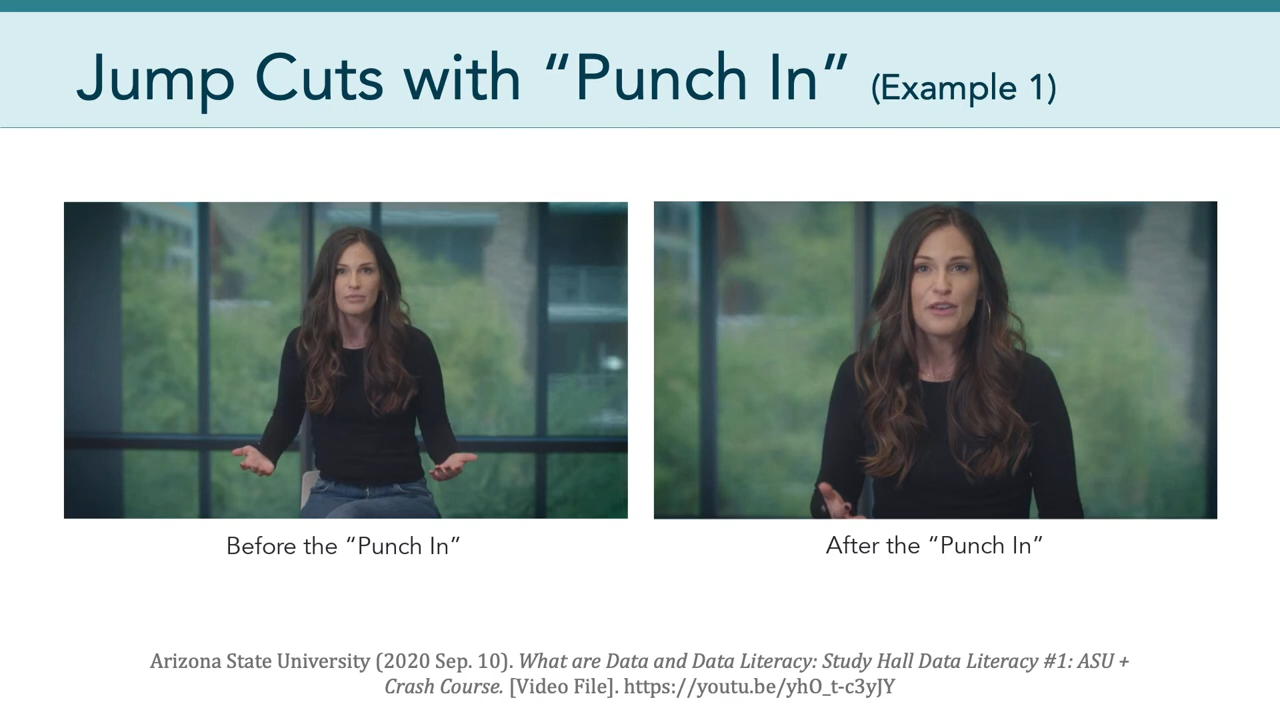 Jump Cuts with “Punch In” (Example 1)
Before the “Punch In”
After the “Punch In”
Arizona State University (2020 Sep. 10). What are Data and Data Literacy: Study Hall Data Literacy #1: ASU +
Crash Course. [Video File]. https://youtu.be/yhO_t-c3yJY